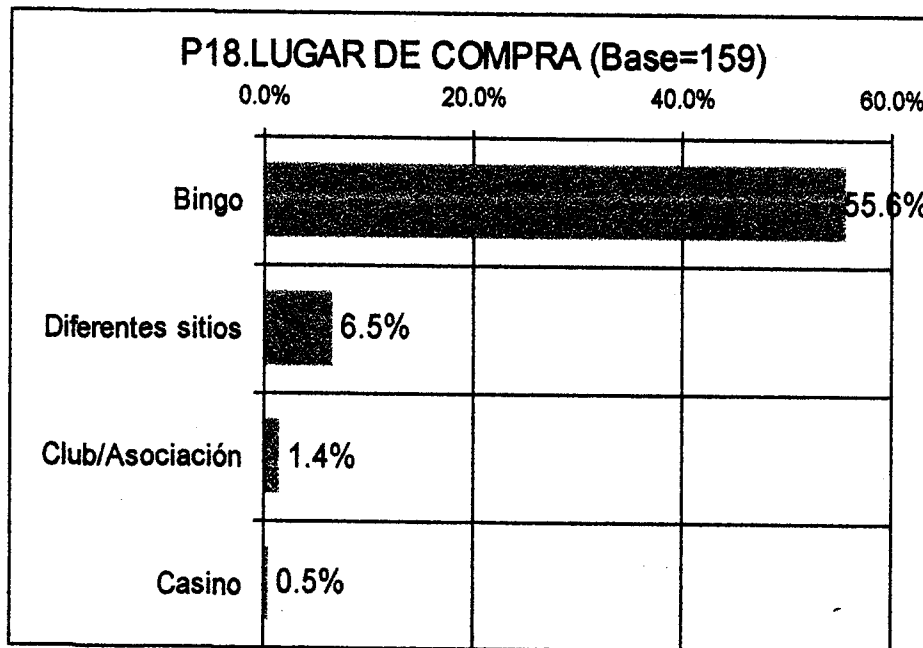 P18.LUGAR DE COMPRA (Base=159)
0.0% 20.0% 40.0% 60.0%
Bingo 55.6%
Diferentes sitios 6.5%
Club/Asociación 1.4%
Casino 0.5%